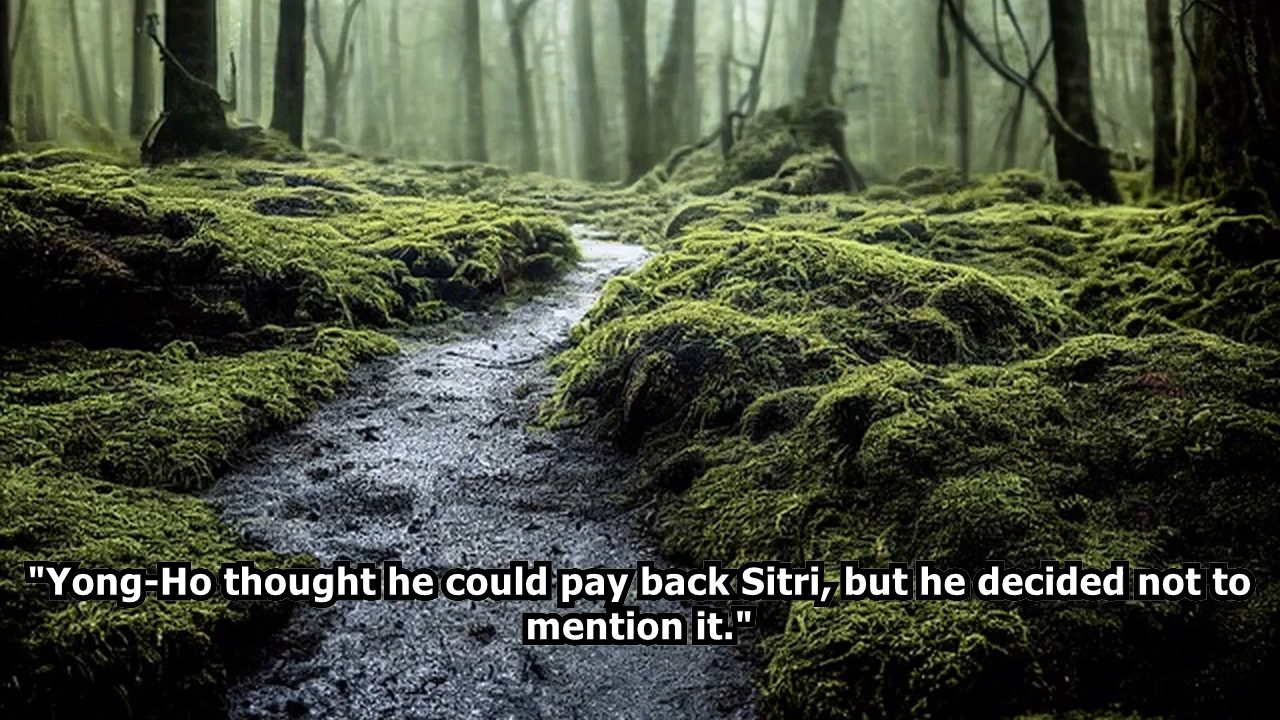 "Yong-Ho thought he could pay back Sitri, but he decided not to
mention it."